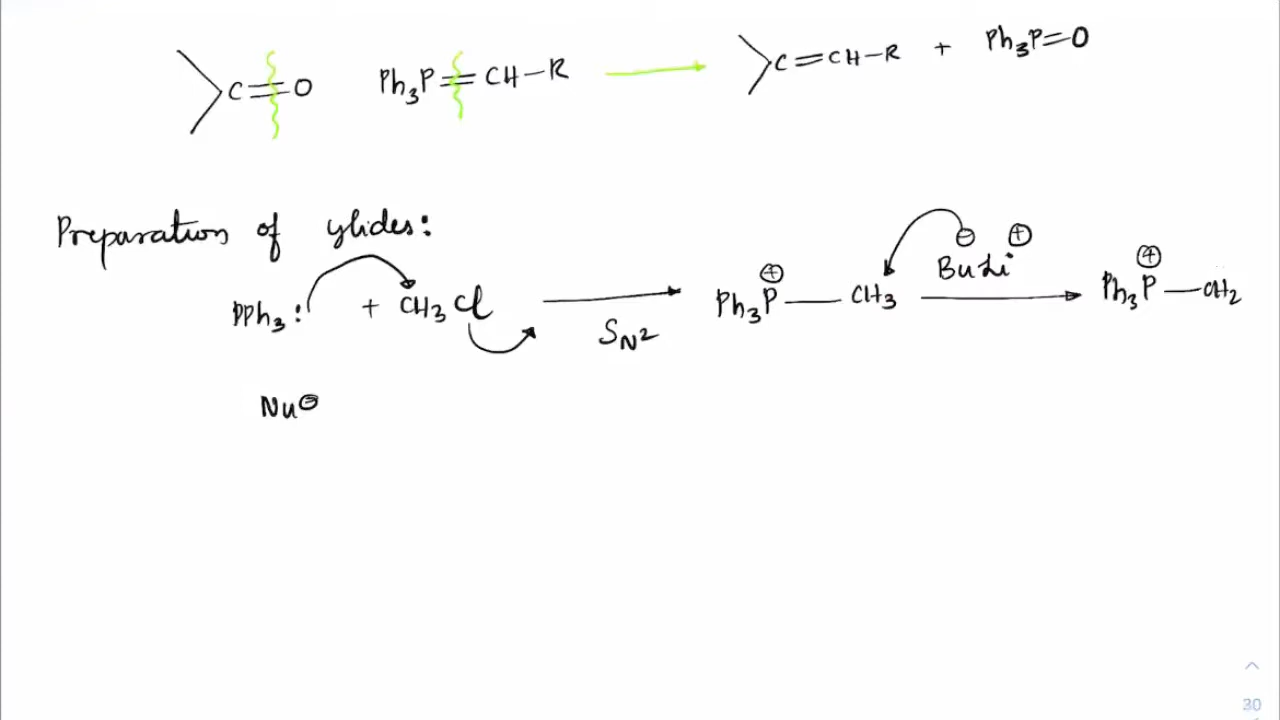 C=O Ph₃P=CH-R → C=CH-R + Ph₃P=O
Preparation of ylides:
PPh₃: + CH₃Cl → Ph₃P⊕—CH₃ → Ph₃P⊕—CH₂
SN2
⊖ ⊕
BuLi
Nu⊖
30